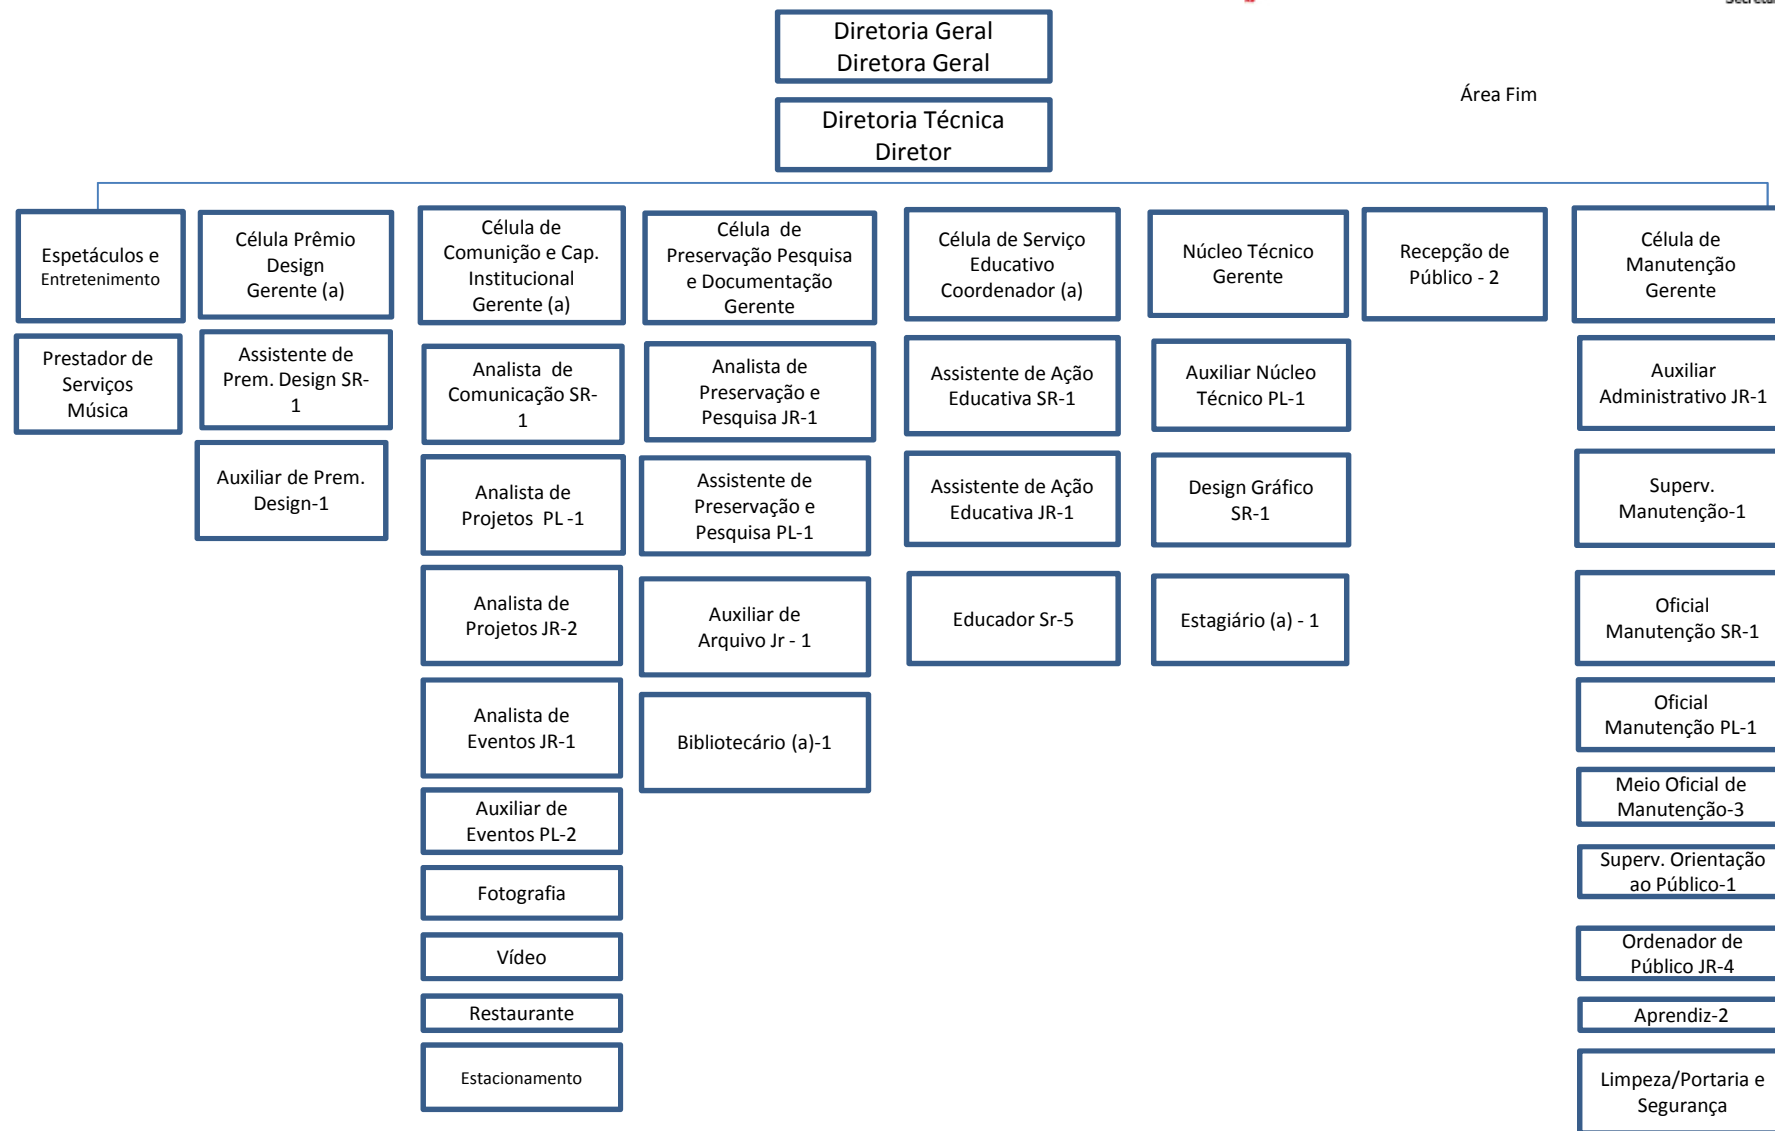 Diretoria Geral
Diretora Geral
Área Fim
Diretoria Técnica
Diretor
Espetáculos e
Entretenimento
Prestador de
Serviços
Música
Célula Prêmio
Design
Gerente (a)
Assistente de
Prem. Design SR-
1
Auxiliar de Prem.
Design-1
Célula de
Comunição e Cap.
Institucional
Gerente (a)
Analista de
Comunicação SR-
1
Analista de
Projetos PL -1
Analista de
Projetos JR-2
Analista de
Eventos JR-1
Auxiliar de
Eventos PL-2
Fotografia
Vídeo
Restaurante
Estacionamento
Célula de
Preservação Pesquisa
e Documentação
Gerente
Analista de
Preservação e
Pesquisa JR-1
Assistente de
Preservação e
Pesquisa PL-1
Auxiliar de
Arquivo Jr - 1
Bibliotecário (a)-1
Célula de Serviço
Educativo
Coordenador (a)
Assistente de Ação
Educativa SR-1
Assistente de Ação
Educativa JR-1
Educador Sr-5
Núcleo Técnico
Gerente
Auxiliar Núcleo
Técnico PL-1
Design Gráfico
SR-1
Estagiário (a) - 1
Recepção de
Público - 2
Célula de
Manutenção
Gerente
Auxiliar
Administrativo JR-1
Superv.
Manutenção-1
Oficial
Manutenção SR-1
Oficial
Manutenção PL-1
Meio Oficial de
Manutenção-3
Superv. Orientação
ao Público-1
Ordenador de
Público JR-4
Aprendiz-2
Limpeza/Portaria e
Segurança